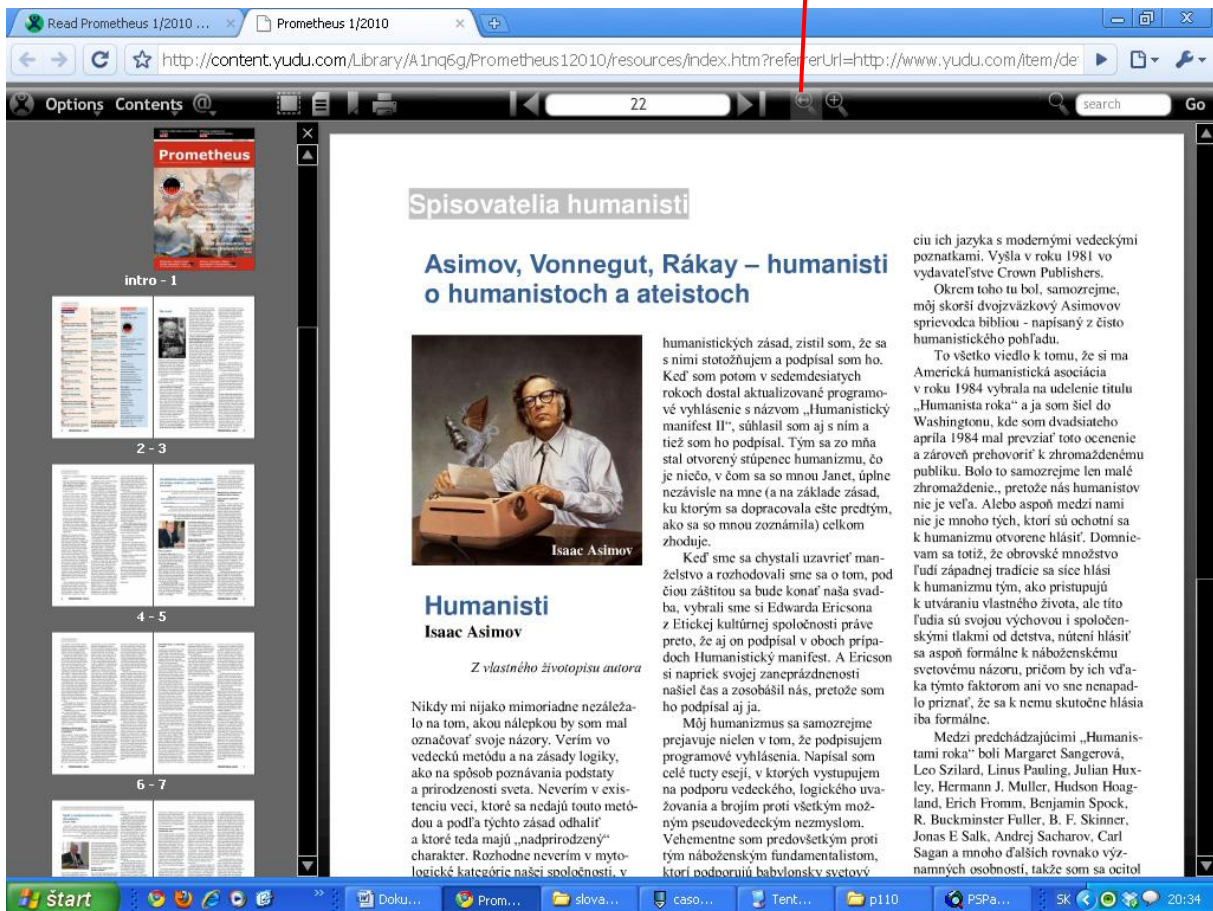 Read Prometheus 1/2010 ...
Prometheus 1/2010
http://content.yudu.com/Library/A1nq6g/Prometheus12010/resources/index.htm?referrerUrl=http://www.yudu.com/item/de
Options Contents @
22
search
Go
Prometheus
intro - 1
2 - 3
4 - 5
6 - 7
Spisovatelia humanisti
Asimov, Vonnegut, Rákay – humanisti
o humanistoch a ateistoch
Isaac Asimov
Humanisti
Isaac Asimov
Z vlastného životopisu autora
Nikdy mi nijako mimoriadne nezáleža-
lo na tom, akou nálepkou by som mal
označovať svoje názory. Verím vo
vedeckú metódu a na zásady logiky,
ako na spôsob poznávania podstaty
a prirodzenosti sveta. Neverím v exis-
tenciu veci, ktoré sa nedajú touto metó-
dou a podľa týchto zásad odhaliť
a ktoré teda majú „nadprirodzený“
charakter. Rozhodne neverím v myto-
logické kategórie našej spoločnosti, v
humanistických zásad, zistil som, že sa
s nimi stotožňujem a podpísal som ho.
Keď som potom v sedemdesiatych
rokoch dostal aktualizované programo-
vé vyhlásenie s názvom „Humanistický
manifest II“, súhlasil som aj s ním a
tiež som ho podpísal. Tým sa zo mňa
stal otvorený stúpenec humanizmu, čo
je niečo, v čom sa so mnou Janet, úplne
nezávisle na mne (a na základe zásad,
ku ktorým sa dopracovala ešte predtým,
ako sa so mnou zoznámila) celkom
zhoduje.
Keď sme sa chystali uzavrieť man-
želstvo a rozhodovali sme sa o tom, pod
čiou záštitou sa bude konať naša svad-
ba, vybrali sme si Edwarda Ericsona
z Etickej kultúrnej spoločnosti práve
preto, že aj on podpísal v oboch prípa-
doch Humanistický manifest. A Ericson
si napriek svojej zaneprázdnenosti
našiel čas a zosobášil nás, pretože som
ho podpísal aj ja.
Môj humanizmus sa samozrejme
prejavuje nielen v tom, že podpisujem
programové vyhlásenia. Napísal som
celé tucty esejí, v ktorých vystupujem
na podporu vedeckého, logického uva-
žovania a brojím proti všetkým mož-
ným pseudovedeckým nezmyslom.
Vehementne som predovšetkým proti
tým náboženským fundamentalistom,
ktorí podporujú babylonsky svetový
ciu ich jazyka s modernými vedeckými
poznatkami. Vyšla v roku 1981 vo
vydavateľstve Crown Publishers.
Okrem toho tu bol, samozrejme,
môj skorší dvojzväzkový Asimovov
sprievodca bibliou - napísaný z čisto
humanistického pohľadu.
To všetko viedlo k tomu, že si ma
Americká humanistická asociácia
v roku 1984 vybrala na udelenie titulu
„Humanista roka“ a ja som šiel do
Washingtonu, kde som dvadsiateho
apríla 1984 mal prevziať toto ocenenie
a zároveň prehovoriť k zhromaždenému
publiku. Bolo to samozrejme len malé
zhromaždenie., pretože nás humanistov
nie je veľa. Alebo aspoň medzi nami
nie je mnoho tých, ktorí sú ochotní sa
k humanizmu otvorene hlásiť. Domnie-
vam sa totiž, že obrovské množstvo
ľudí západnej tradície sa síce hlási
k humanizmu tým, ako pristupujú
k utváraniu vlastného života, ale títo
ľudia sú svojou výchovou i spoločen-
skými tlakmi od detstva, nútení hlásiť
sa aspoň formálne k náboženskému
svetovému názoru, pričom by ich vďa-
ka týmto faktorom ani vo sne nenapad-
lo priznať, že sa k nemu skutočne hlásia
iba formálne.
Medzi predchádzajúcimi „Humanis-
tami roka“ boli Margaret Sangerová,
Leo Szilard, Linus Pauling, Julian Hux-
ley, Hermann J. Muller, Hudson Hoag-
land, Erich Fromm, Benjamin Spock,
R. Buckminster Fuller, B. F. Skinner,
Jonas E Salk, Andrej Sacharov, Carl
Sagan a mnoho ďalších rovnako výz-
namných osobností, takže som sa ocitol
štart
Doku...
Prom...
slova...
caso...
Tent...
p110
PSPa...
SK
20:34